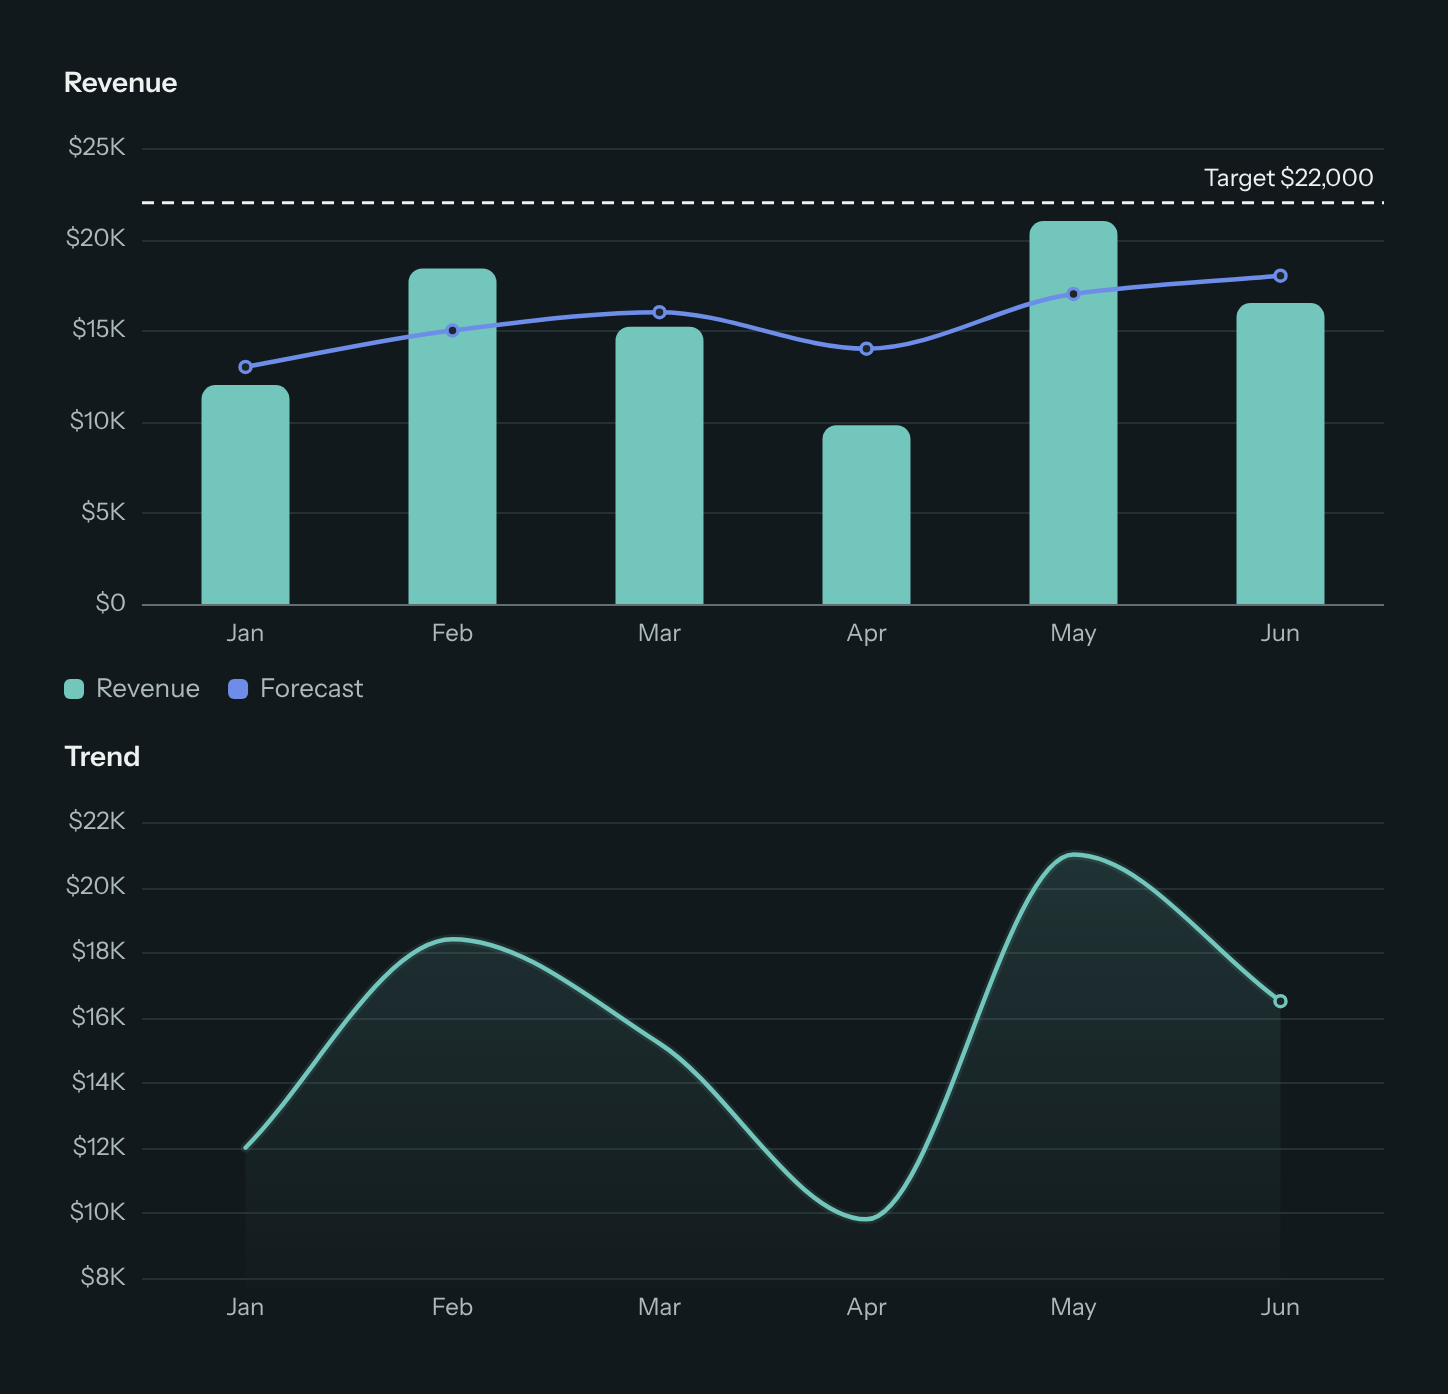 Revenue
$25K
Target $22,000
$20K
$15K
$10K
$5K
$0
Jan Feb Mar Apr May Jun
Revenue Forecast
Trend
$22K
$20K
$18K
$16K
$14K
$12K
$10K
$8K
Jan Feb Mar Apr May Jun